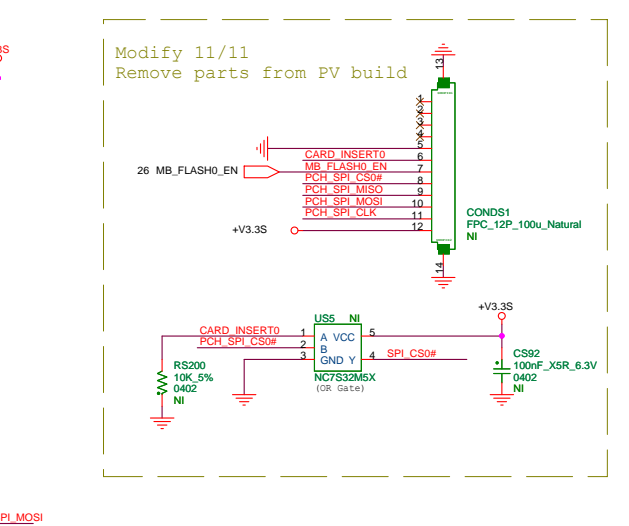 S
Modify 11/11
Remove parts from PV build
13
1
2
3
4
5
CARD_INSERT0 6
26 MB_FLASH0_EN MB_FLASH0_EN 7
PCH_SPI_CS0# 8
PCH_SPI_MISO 9
PCH_SPI_MOSI 10
PCH_SPI_CLK 11
+V3.3S 12
CONDS1
FPC_12P_100u_Natural
NI
14
+V3.3S
US5 NI
CARD_INSERT0 1 A VCC 5
PCH_SPI_CS0# 2 B
3 GND Y 4 SPI_CS0#
NC7S32M5X
(OR Gate)
RS200
10K_5%
0402
NI
CS92
100nF_X5R_6.3V
0402
NI
PI_MOSI